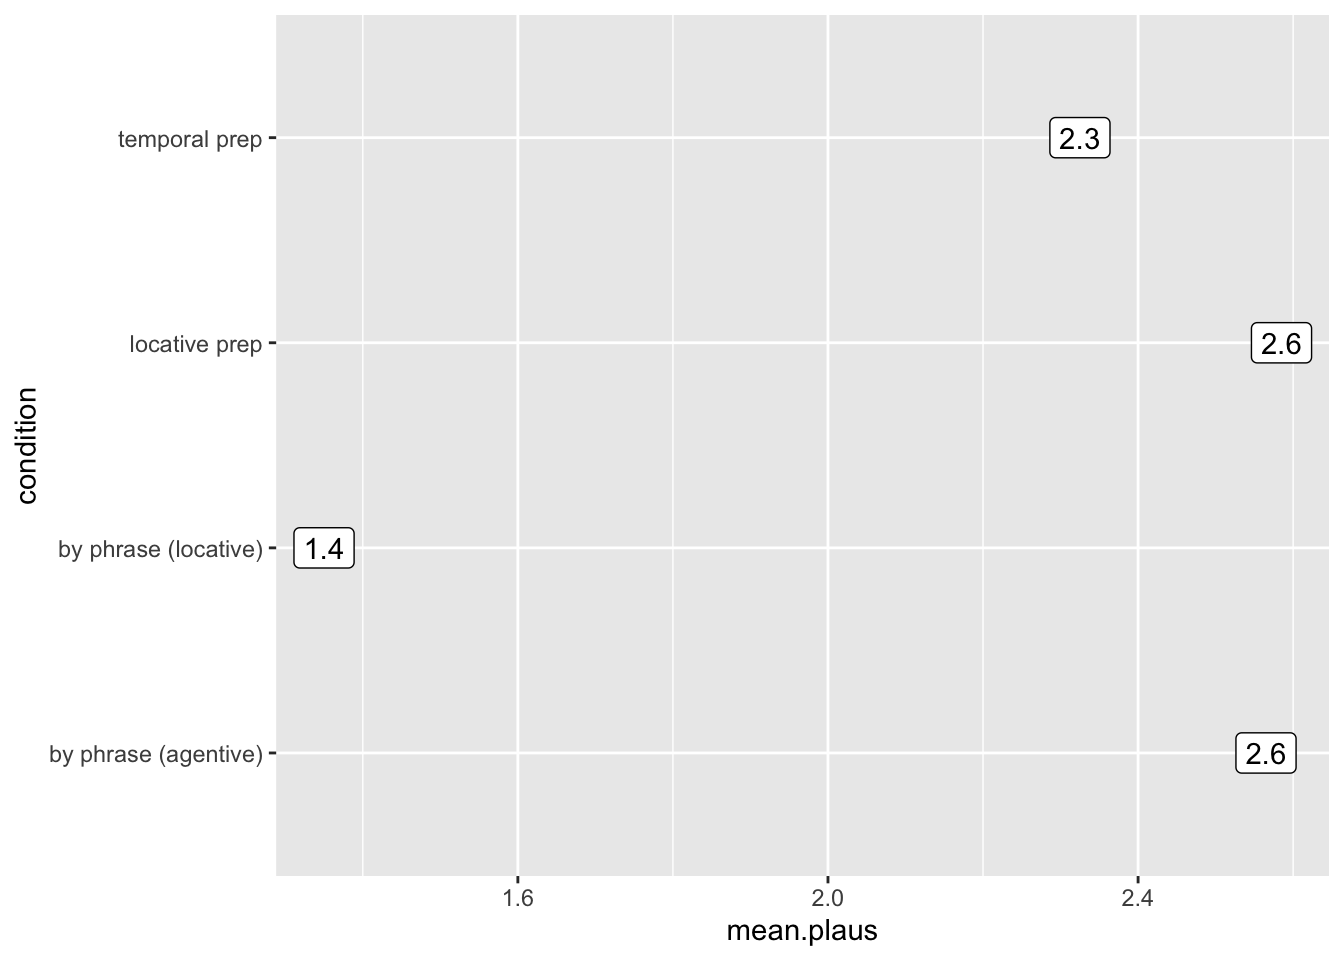 temporal prep
2.3
locative prep
2.6
condition
by phrase (locative)
1.4
by phrase (agentive)
2.6
1.6
2.0
2.4
mean.plaus